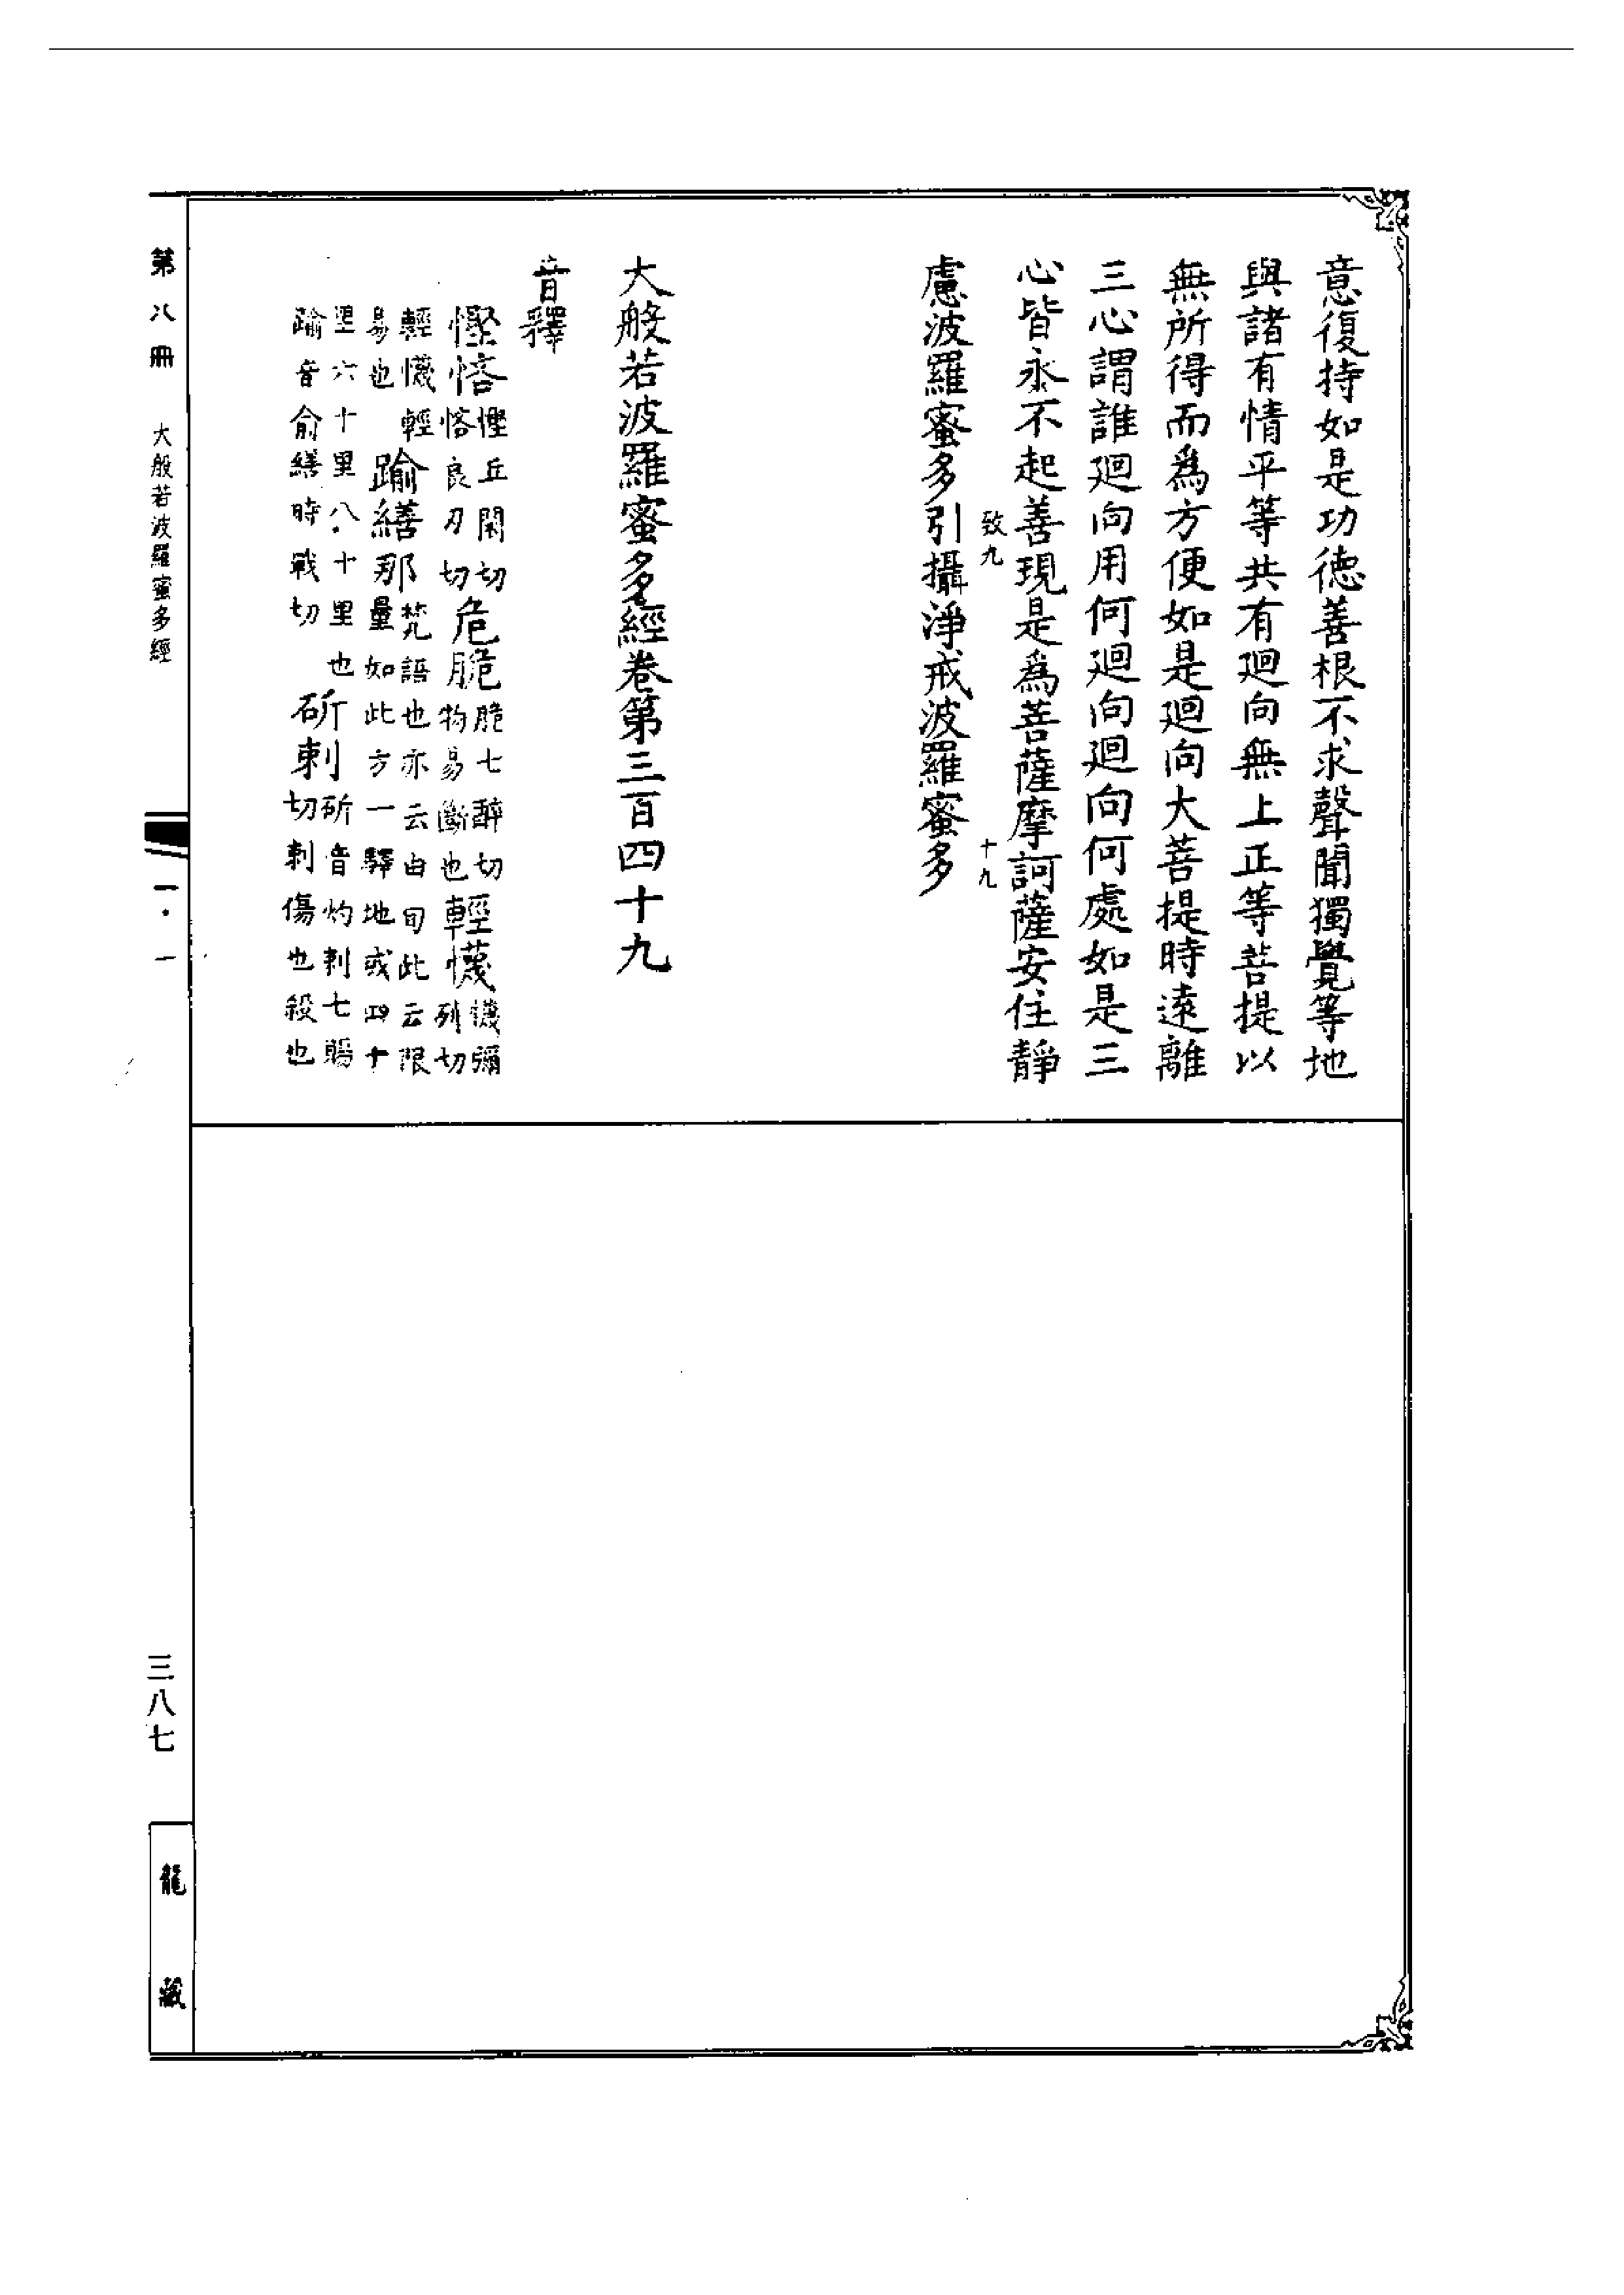 意復持如是功德善根不求聲聞獨覺等地
與諸有情平等共有迴向無上正等菩提以
無所得而爲方便如是迴向大菩提時遠離
三心謂誰迴向用何迴向迴向何處如是三
心皆永不起善現是爲菩薩摩訶薩安住靜
致九
十九
慮波羅蜜多引攝淨戒波羅蜜多
大般若波羅蜜多經卷第三百四十九
音釋
慳悋
慳丘閑切
悋良刃切
危脆
脆七醉切
物易斷也
輕懱
懱彌
列切
輕懱輕
易也
踰繕那
梵語也亦云由旬此云限
量如此方一驛地或四十
里六十里八十里也
踰音俞繕時戰切
斫刺
斫音灼刺七賜
切刺傷也殺也
第八冊
大般若波羅蜜多經
一·一
三八七
龍藏